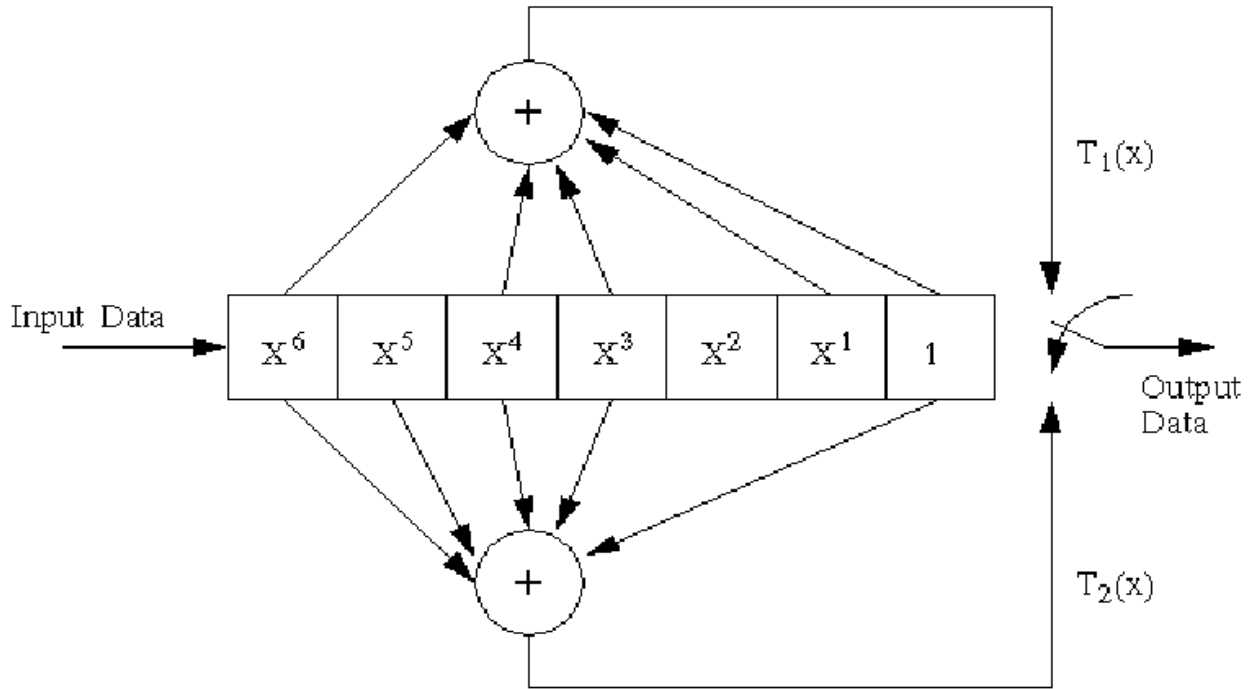 +
T₁(x)
Input Data
X⁶ X⁵ X⁴ X³ X² X¹ 1
Output
Data
+
T₂(x)